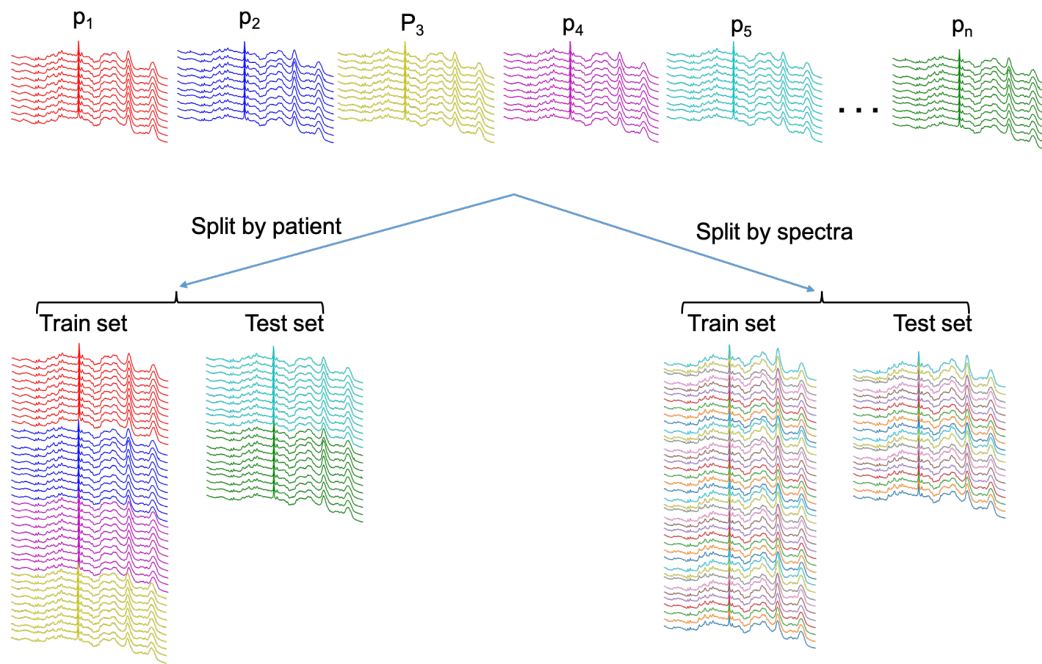 p₁ p₂ P₃ p₄ p₅ ... pₙ
Split by patient
Split by spectra
Train set Test set Train set Test set